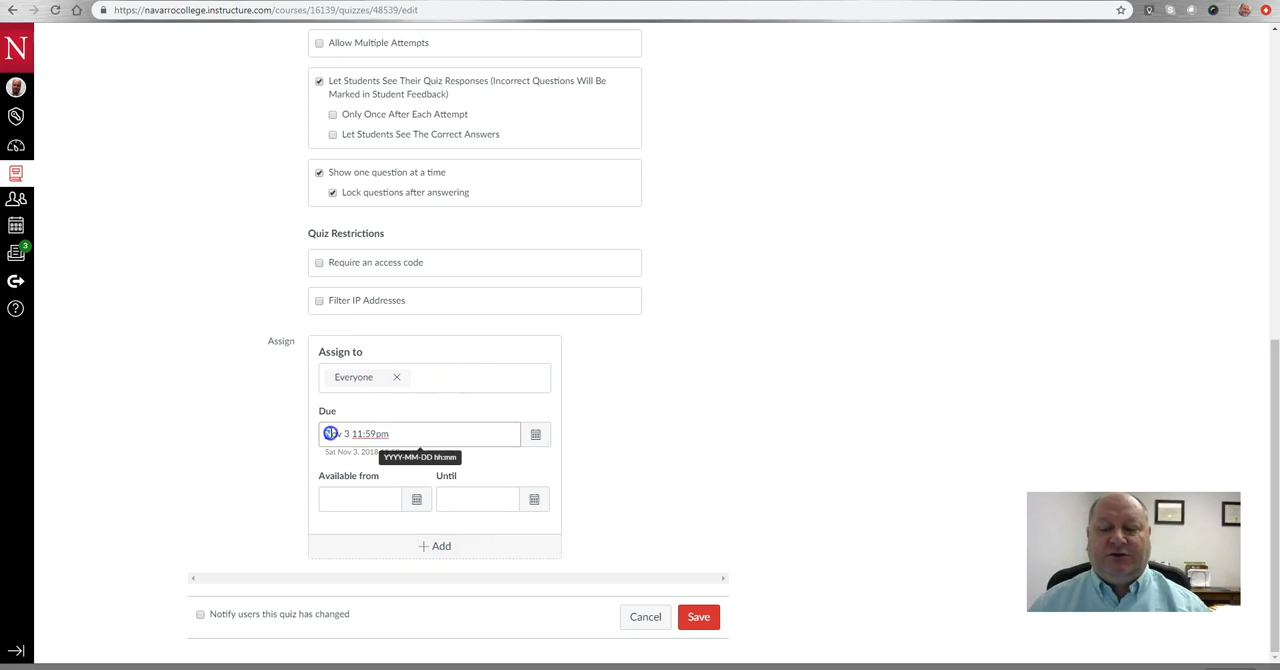 https://navarrocollege.instructure.com/courses/16139/quizzes/48539/edit
N
Allow Multiple Attempts
Let Students See Their Quiz Responses (Incorrect Questions Will Be
Marked in Student Feedback)
Only Once After Each Attempt
Let Students See The Correct Answers
Show one question at a time
Lock questions after answering
3
Quiz Restrictions
Require an access code
Filter IP Addresses
Assign
Assign to
Everyone
Due
Nov 3 11:59pm
Sat Nov 3, 2018
YYYY-MM-DD hh:mm
Available from
Until
+ Add
Notify users this quiz has changed
Cancel
Save